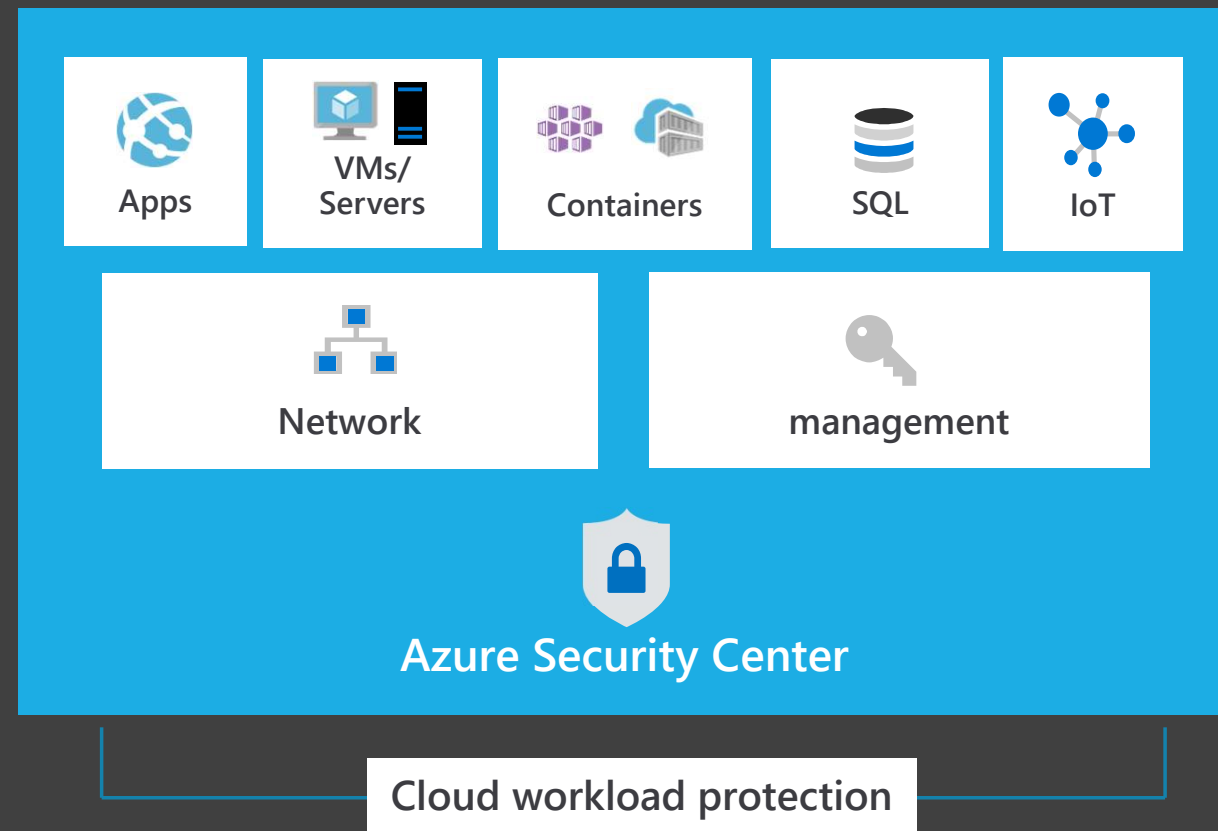 Apps
VMs/
Servers
Containers
SQL
IoT
Network
management
Azure Security Center
Cloud workload protection